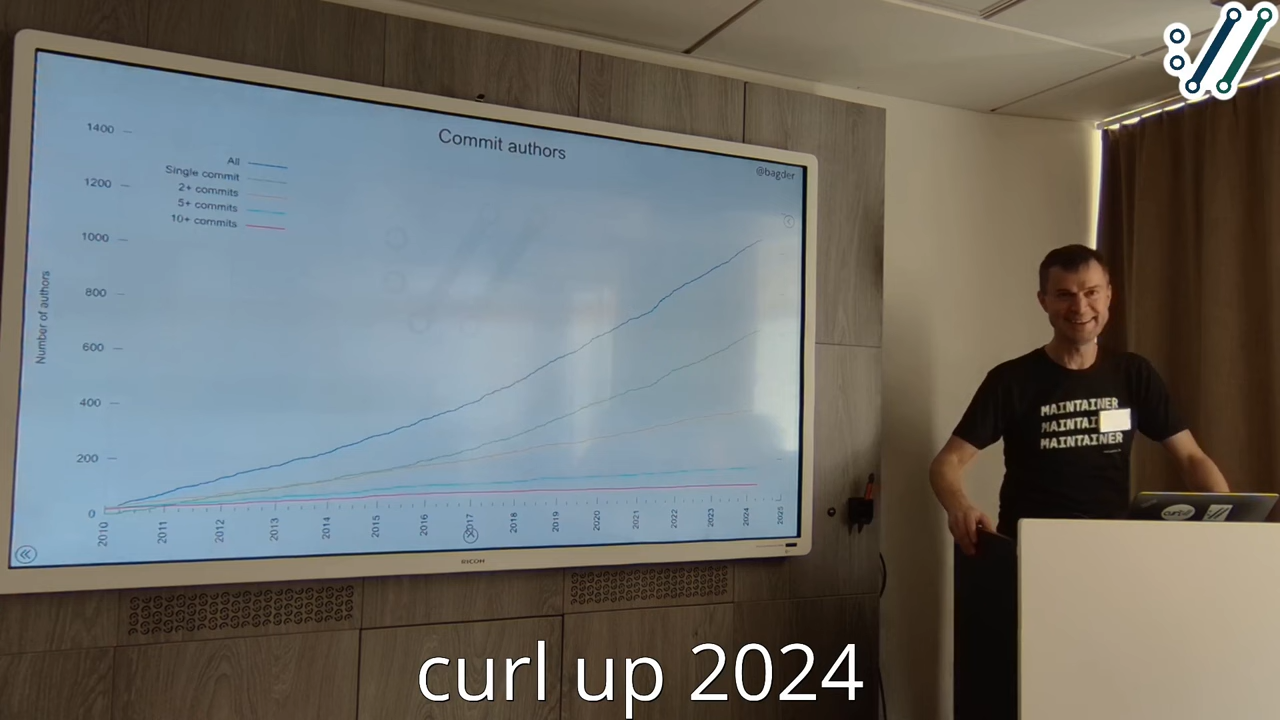 Commit authors
@bagder
1400
1200
1000
800
600
400
200
0
All
Single commit
2+ commits
5+ commits
10+ commits
Number of authors
2010
2011
2012
2013
2014
2015
2016
2017
2018
2019
2020
2021
2022
2023
2024
2025
MAINTAINER
MAINTAI
MAINTAINER
curl
curl up 2024